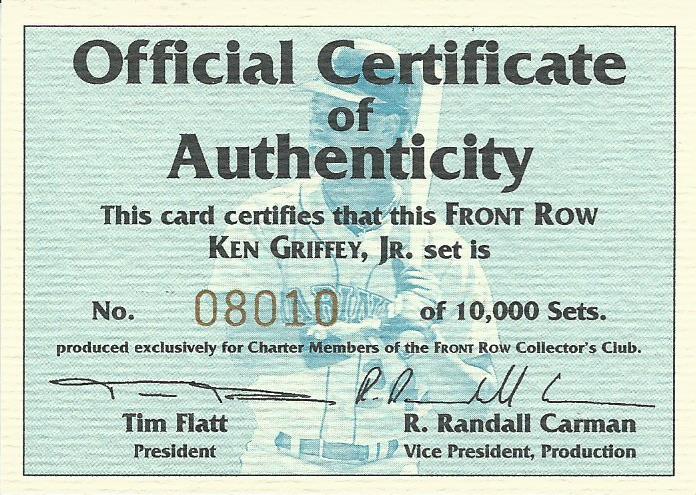 Official Certificate
of
Authenticity
This card certifies that this FRONT ROW
KEN GRIFFEY, JR. set is
No. 08010 of 10,000 Sets.
produced exclusively for Charter Members of the FRONT ROW Collector's Club.
Tim Flatt R. Randall Carman
President Vice President, Production